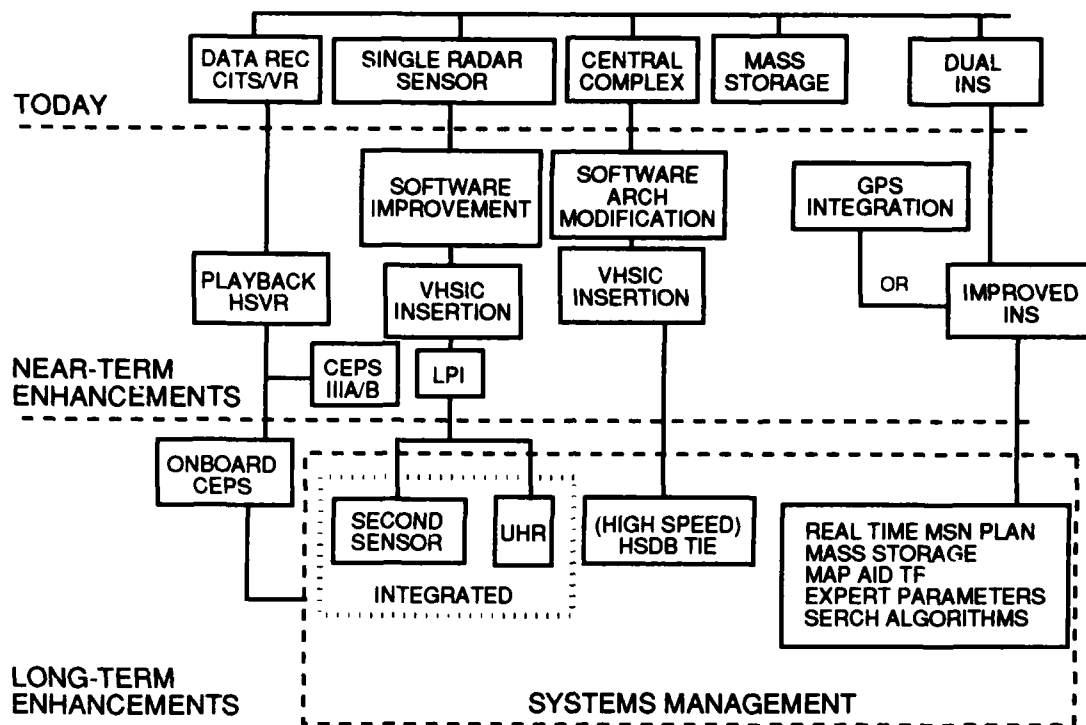 DATA REC
CITS/VR
SINGLE RADAR
SENSOR
CENTRAL
COMPLEX
MASS
STORAGE
DUAL
INS
TODAY
SOFTWARE
IMPROVEMENT
SOFTWARE
ARCH
MODIFICATION
GPS
INTEGRATION
PLAYBACK
HSVR
VHSIC
INSERTION
VHSIC
INSERTION
OR
IMPROVED
INS
CEPS
IIIA/B
LPI
NEAR-TERM
ENHANCEMENTS
ONBOARD
CEPS
SECOND
SENSOR
UHR
INTEGRATED
(HIGH SPEED)
HSDB TIE
REAL TIME MSN PLAN
MASS STORAGE
MAP AID TF
EXPERT PARAMETERS
SERCH ALGORITHMS
LONG-TERM
ENHANCEMENTS
SYSTEMS MANAGEMENT